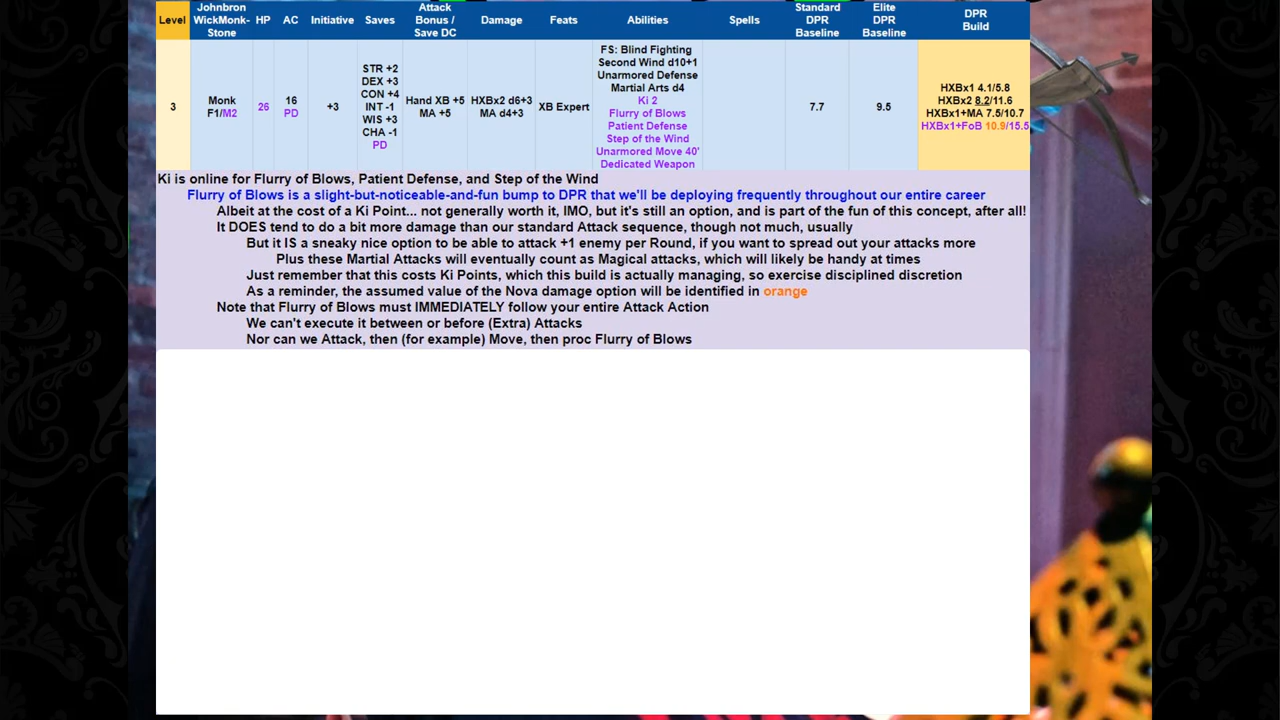 Level
Johnbron
WickMonk-
Stone
HP
AC
Initiative
Saves
Attack
Bonus /
Save DC
Damage
Feats
Abilities
Spells
Standard
DPR
Baseline
Elite
DPR
Baseline
DPR
Build
3
Monk
F1/M2
26
16
PD
+3
STR +2
DEX +3
CON +4
INT -1
WIS +3
CHA -1
PD
Hand XB +5
MA +5
HXBx2 d6+3
MA d4+3
XB Expert
FS: Blind Fighting
Second Wind d10+1
Unarmored Defense
Martial Arts d4
Ki 2
Flurry of Blows
Patient Defense
Step of the Wind
Unarmored Move 40'
Dedicated Weapon
7.7
9.5
HXBx1 4.1/5.8
HXBx2 8.2/11.6
HXBx1+MA 7.5/10.7
HXBx1+FoB 10.9/15.5
Ki is online for Flurry of Blows, Patient Defense, and Step of the Wind
Flurry of Blows is a slight-but-noticeable-and-fun bump to DPR that we'll be deploying frequently throughout our entire career
Albeit at the cost of a Ki Point... not generally worth it, IMO, but it's still an option, and is part of the fun of this concept, after all!
It DOES tend to do a bit more damage than our standard Attack sequence, though not much, usually
But it IS a sneaky nice option to be able to attack +1 enemy per Round, if you want to spread out your attacks more
Plus these Martial Attacks will eventually count as Magical attacks, which will likely be handy at times
Just remember that this costs Ki Points, which this build is actually managing, so exercise disciplined discretion
As a reminder, the assumed value of the Nova damage option will be identified in orange
Note that Flurry of Blows must IMMEDIATELY follow your entire Attack Action
We can't execute it between or before (Extra) Attacks
Nor can we Attack, then (for example) Move, then proc Flurry of Blows